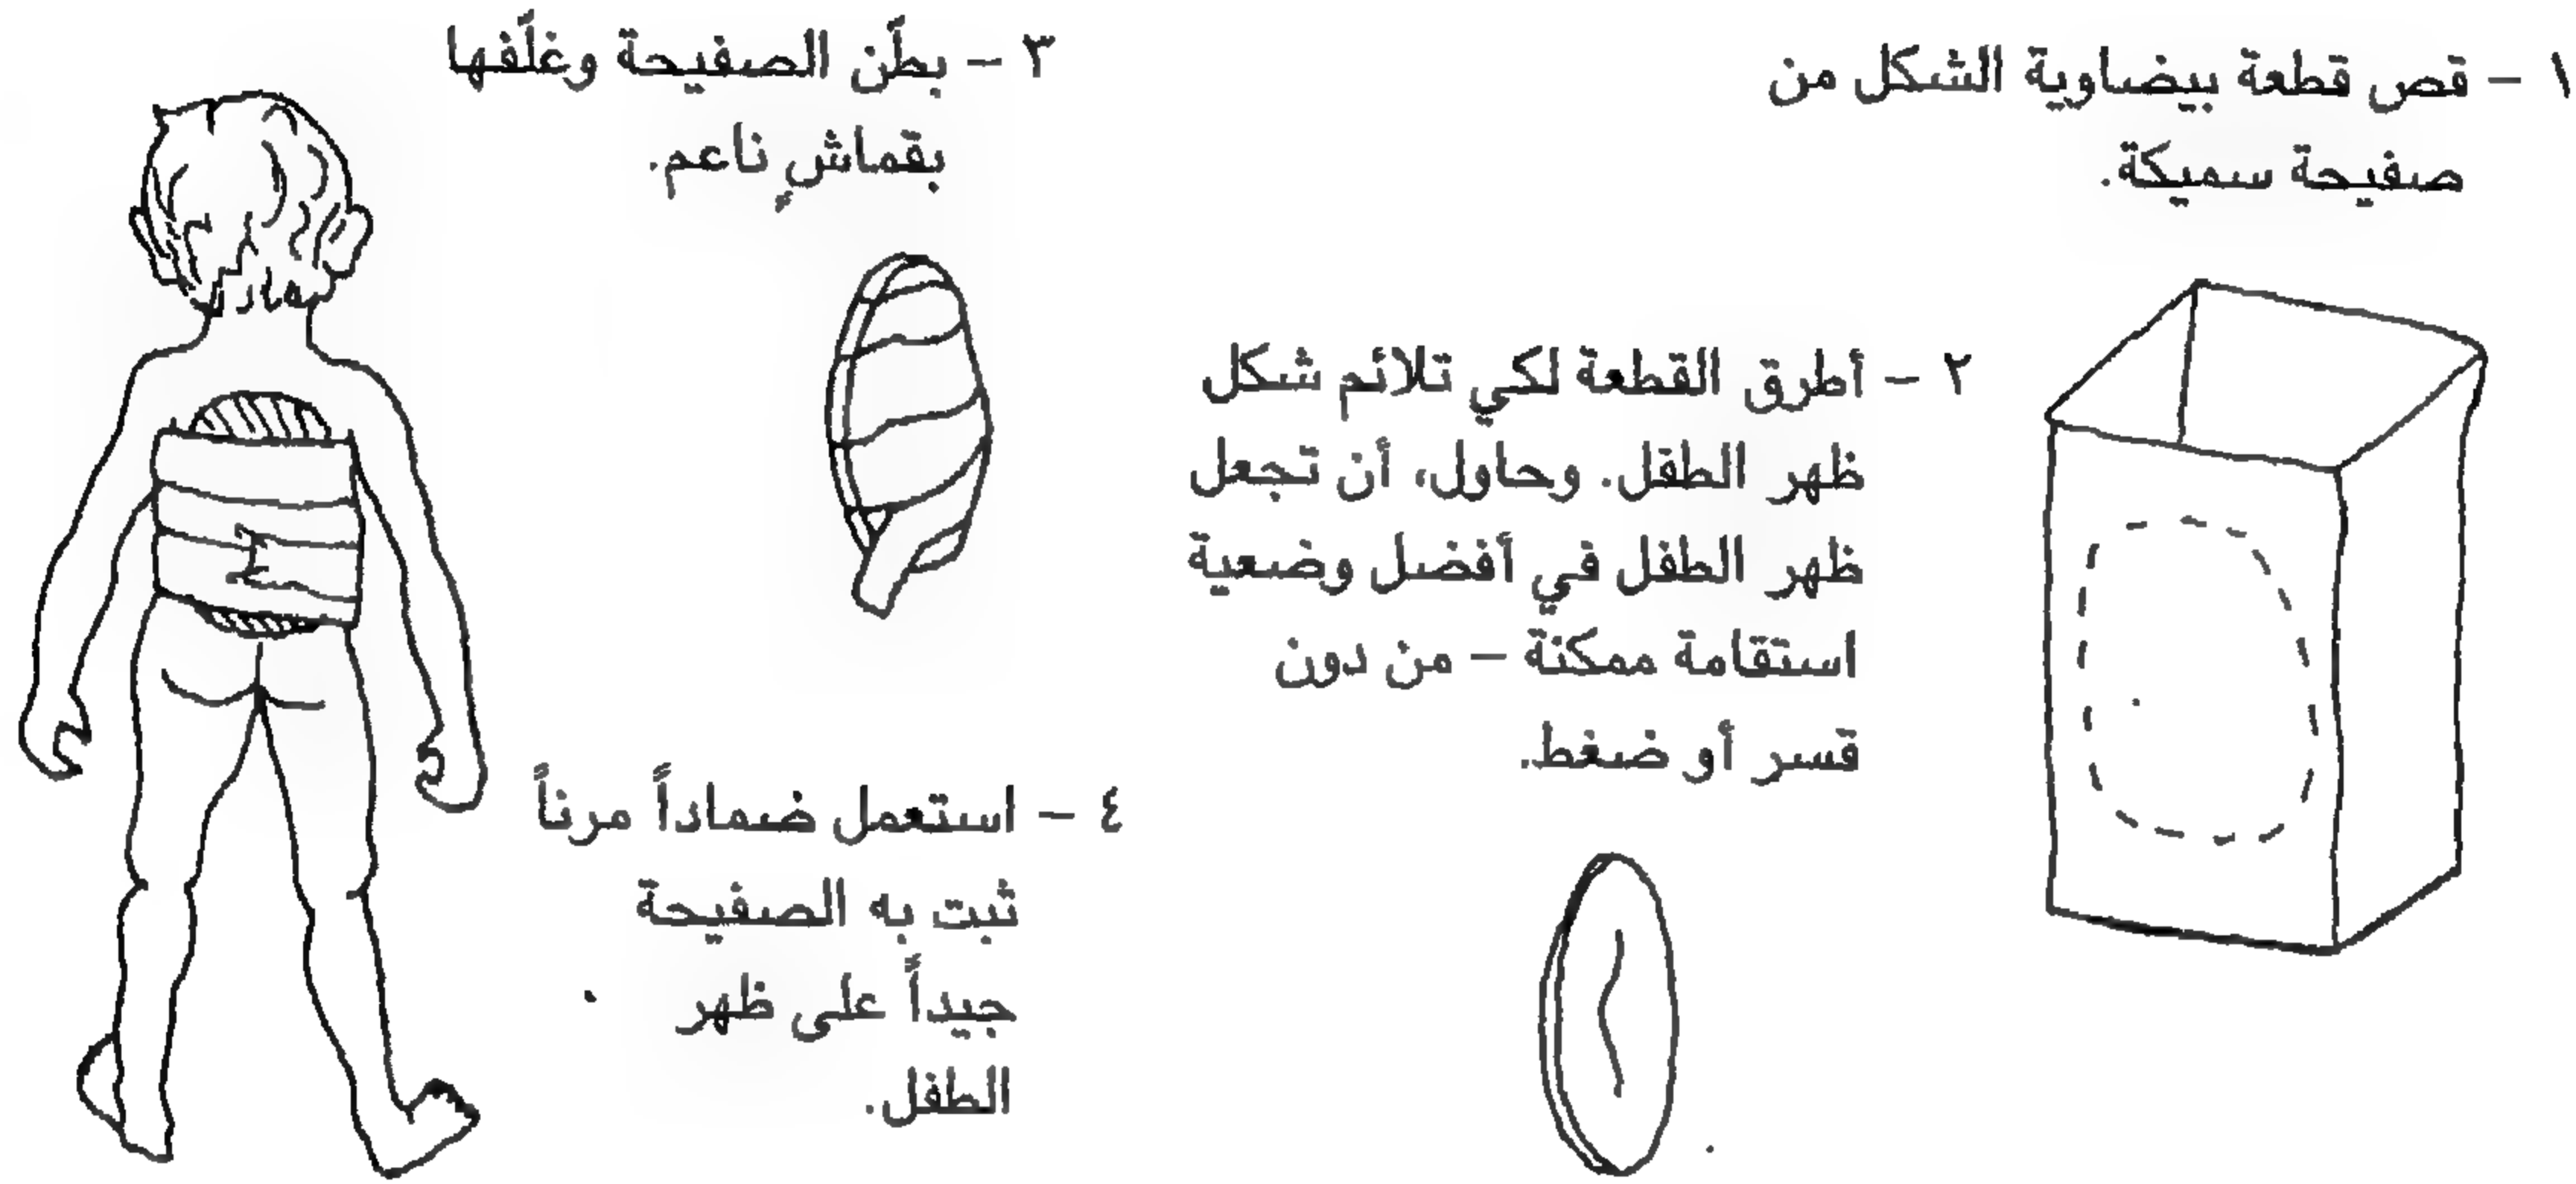 ١ – قص قطعة بيضاوية الشكل من
صفيحة سميكة.
٢ – أطرق القطعة لكي تلائم شكل
ظهر الطفل. وحاول، أن تجعل
ظهر الطفل في أفضل وضعية
استقامة ممكنة – من دون
قسر أو ضغط.
٣ – بطّن الصفيحة وغلّفها
بقماشٍ ناعم.
٤ – استعمل ضماداً مرناً
ثبت به الصفيحة
جيداً على ظهر
الطفل.